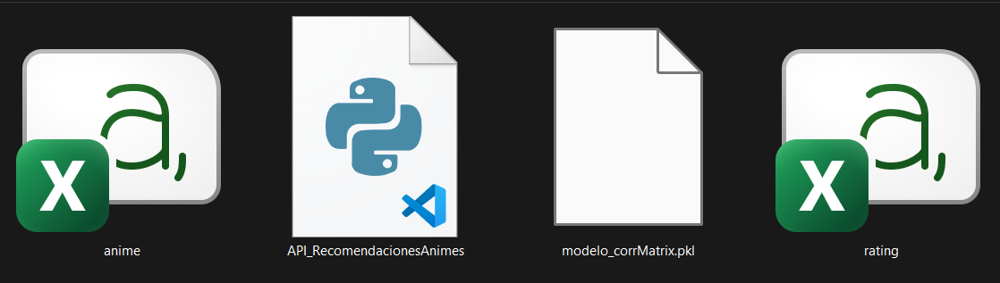 a,
X
a,
X
anime
API_RecomendacionesAnimes
modelo_corrMatrix.pkl
rating